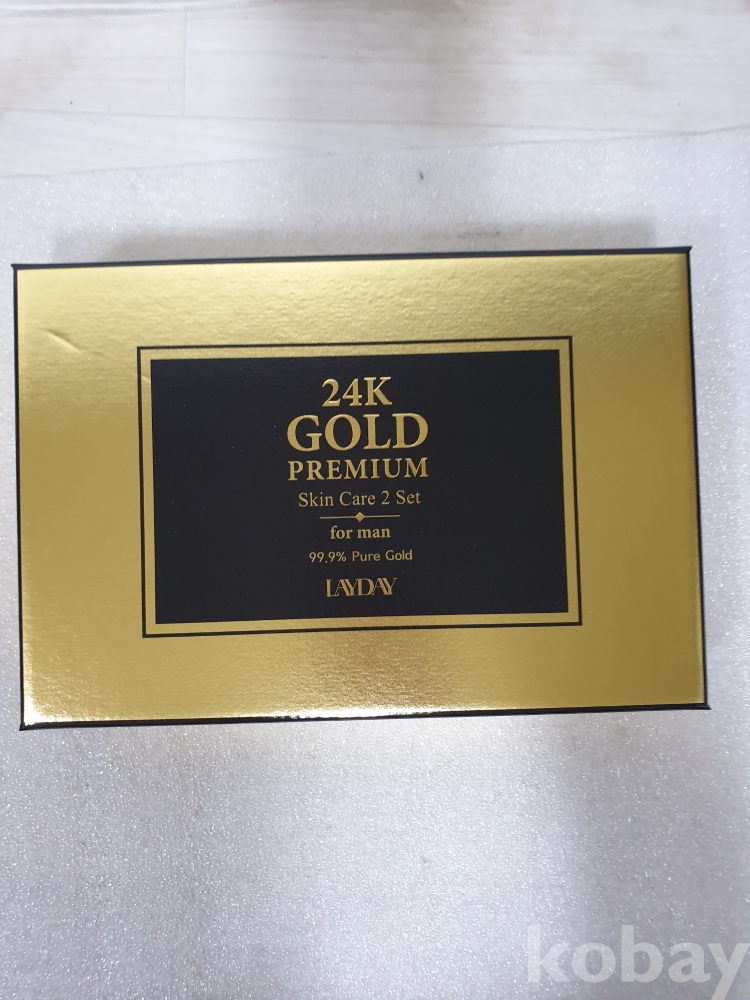 24K
GOLD
PREMIUM
Skin Care 2 Set
for man
99.9% Pure Gold
LAYDAY
kobay